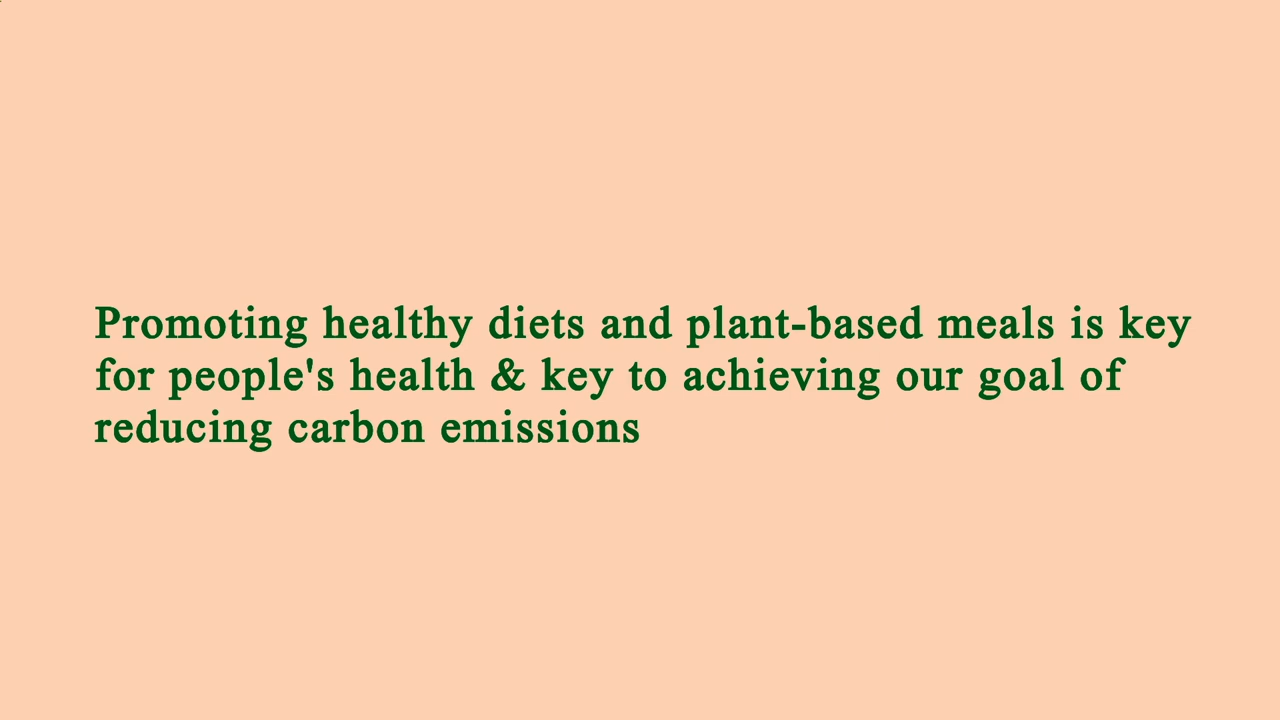 Promoting healthy diets and plant-based meals is key
for people's health & key to achieving our goal of
reducing carbon emissions